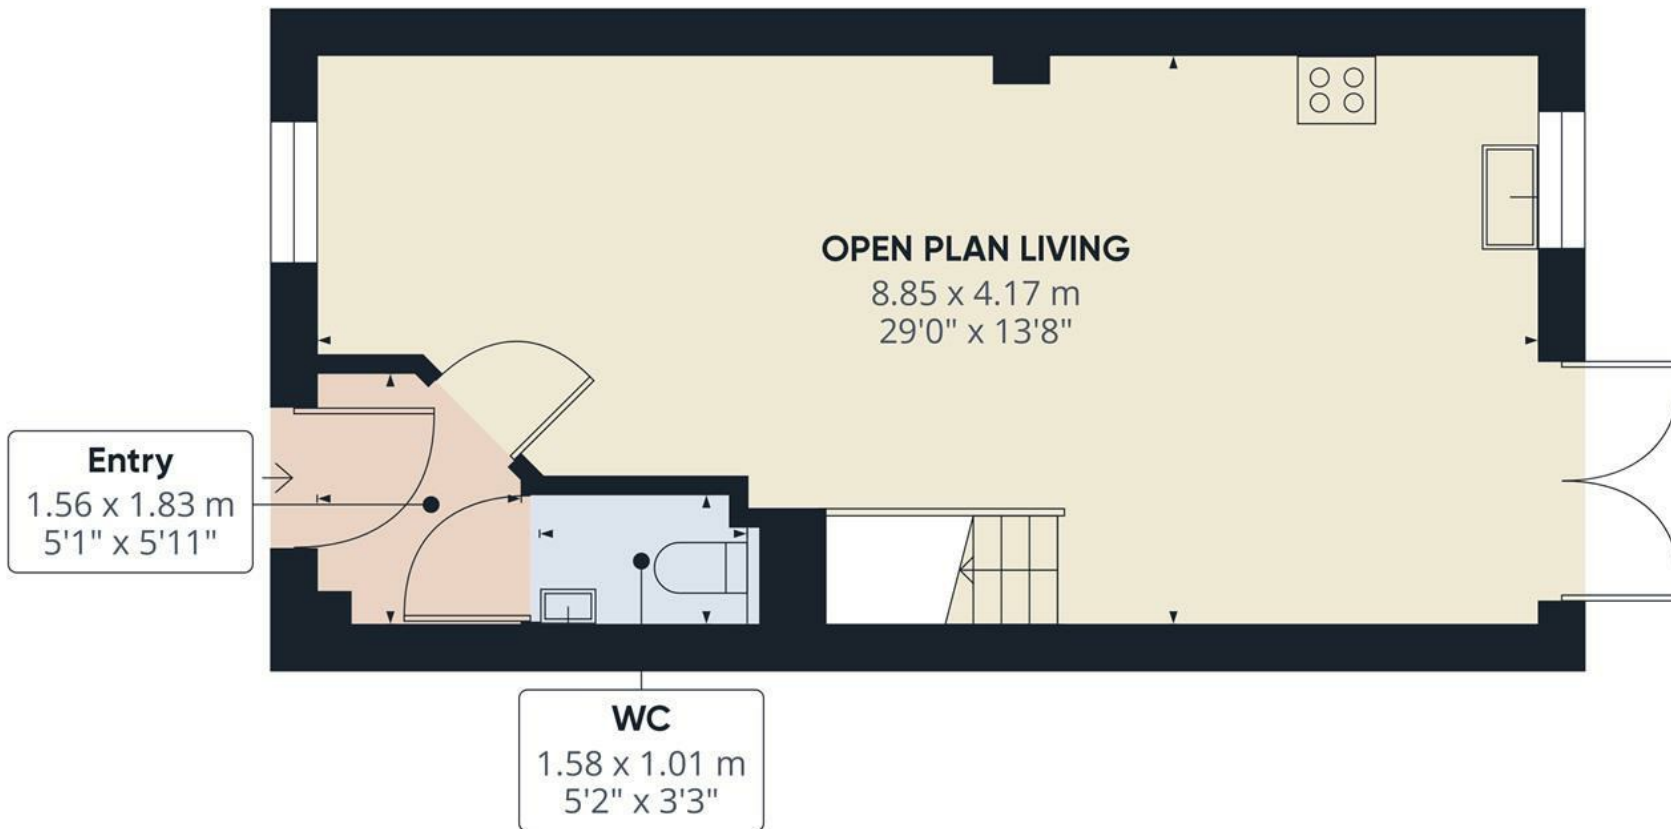 OPEN PLAN LIVING
8.85 x 4.17 m
29'0" x 13'8"
Entry
1.56 x 1.83 m
5'1" x 5'11"
WC
1.58 x 1.01 m
5'2" x 3'3"